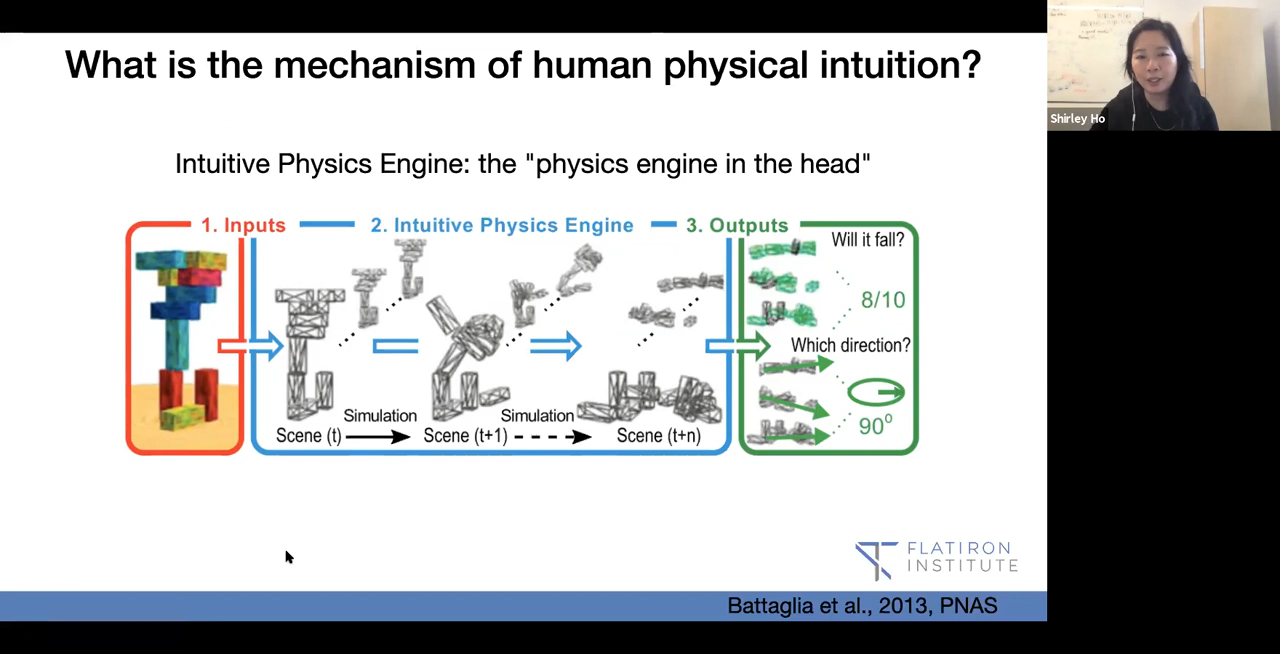 What is the mechanism of human physical intuition?
Shirley Ho
Intuitive Physics Engine: the "physics engine in the head"
1. Inputs
2. Intuitive Physics Engine
3. Outputs
Will it fall?
8/10
Which direction?
90°
Simulation
Simulation
Scene (t)
Scene (t+1)
Scene (t+n)
FLATIRON
INSTITUTE
Battaglia et al., 2013, PNAS